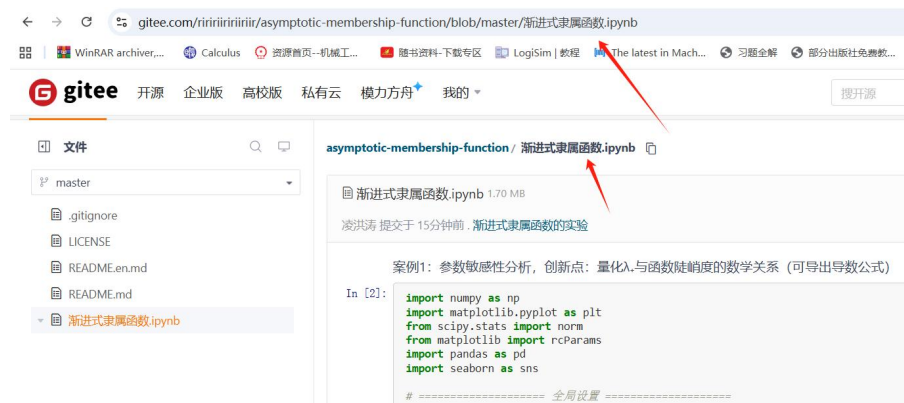 gitee.com/riririririririr/asymptotic-membership-function/blob/master/渐进式隶属函数.ipynb
WinRAR archiver,... Calculus 资源首页--机械工... 随书资料-下载专区 LogiSim | 教程 The latest in Mach... 习题全解 部分出版社免费教...
gitee 开源 企业版 高校版 私有云 模力方舟 我的 搜开源
文件
asymptotic-membership-function / 渐进式隶属函数.ipynb
master
渐进式隶属函数.ipynb 1.70 MB
.gitignore
凌洪涛 提交于 15分钟前 . 渐进式隶属函数的实验
LICENSE
README.en.md
案例1：参数敏感性分析，创新点：量化λ.与函数陡峭度的数学关系（可导出导数公式）
README.md
In [2]:
渐进式隶属函数.ipynb
import numpy as np
import matplotlib.pyplot as plt
from scipy.stats import norm
from matplotlib import rcParams
import pandas as pd
import seaborn as sns
# ==================== 全局设置 ====================